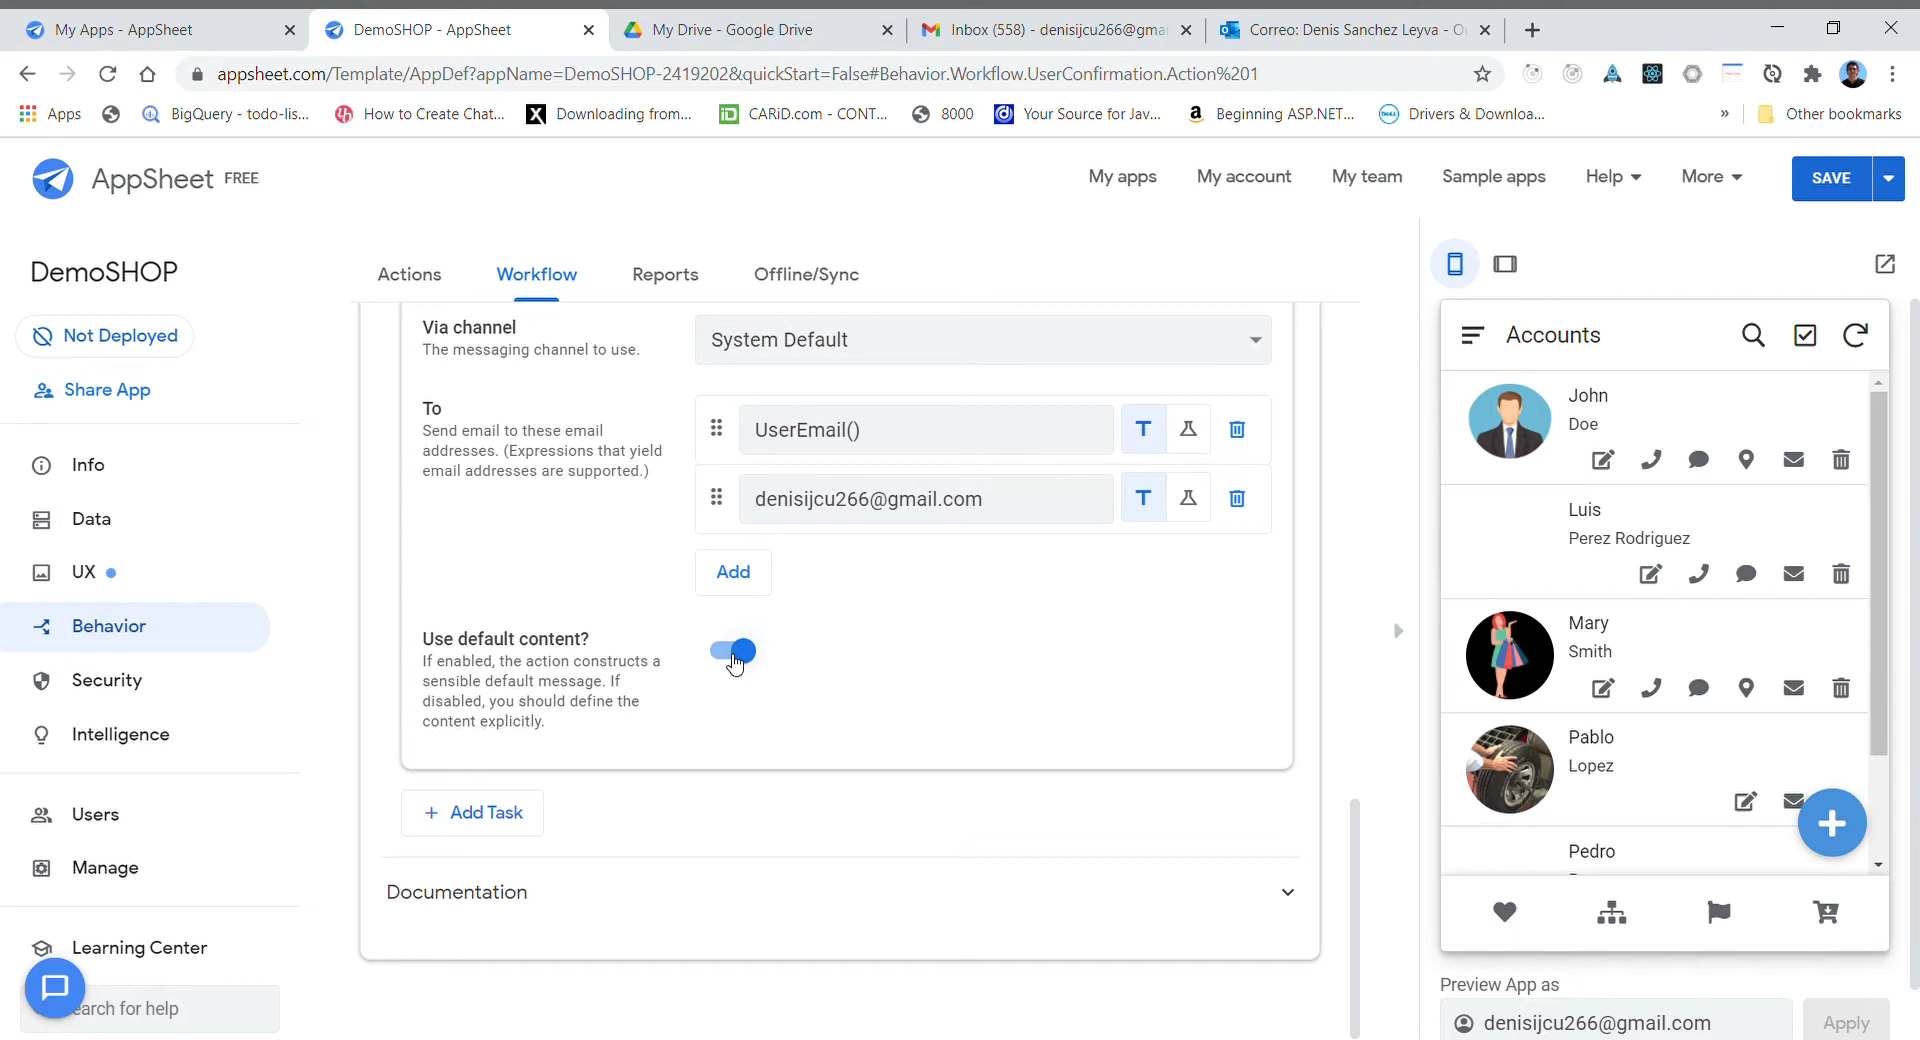 My Apps - AppSheet
DemoSHOP - AppSheet
My Drive - Google Drive
Inbox (558) - denisijcu266@gma
Correo: Denis Sanchez Leyva - O
appsheet.com/Template/AppDef?appName=DemoSHOP-2419202&quickStart=False#Behavior.Workflow.UserConfirmation.Action%201
Apps
BigQuery - todo-lis...
How to Create Chat...
Downloading from...
CARiD.com - CONT...
8000
Your Source for Jav...
Beginning ASP.NET...
Drivers & Downloa...
»
Other bookmarks
AppSheet FREE
My apps
My account
My team
Sample apps
Help
More
SAVE
DemoSHOP
Not Deployed
Share App
Info
Data
UX
Behavior
Security
Intelligence
Users
Manage
Learning Center
earch for help
Actions
Workflow
Reports
Offline/Sync
Via channel
The messaging channel to use.
System Default
To
Send email to these email
addresses. (Expressions that yield
email addresses are supported.)
UserEmail()
T
denisijcu266@gmail.com
T
Add
Use default content?
If enabled, the action constructs a
sensible default message. If
disabled, you should define the
content explicitly.
+ Add Task
Documentation
Accounts
John
Doe
Luis
Perez Rodriguez
Mary
Smith
Pablo
Lopez
Pedro
Preview App as
denisijcu266@gmail.com
Apply